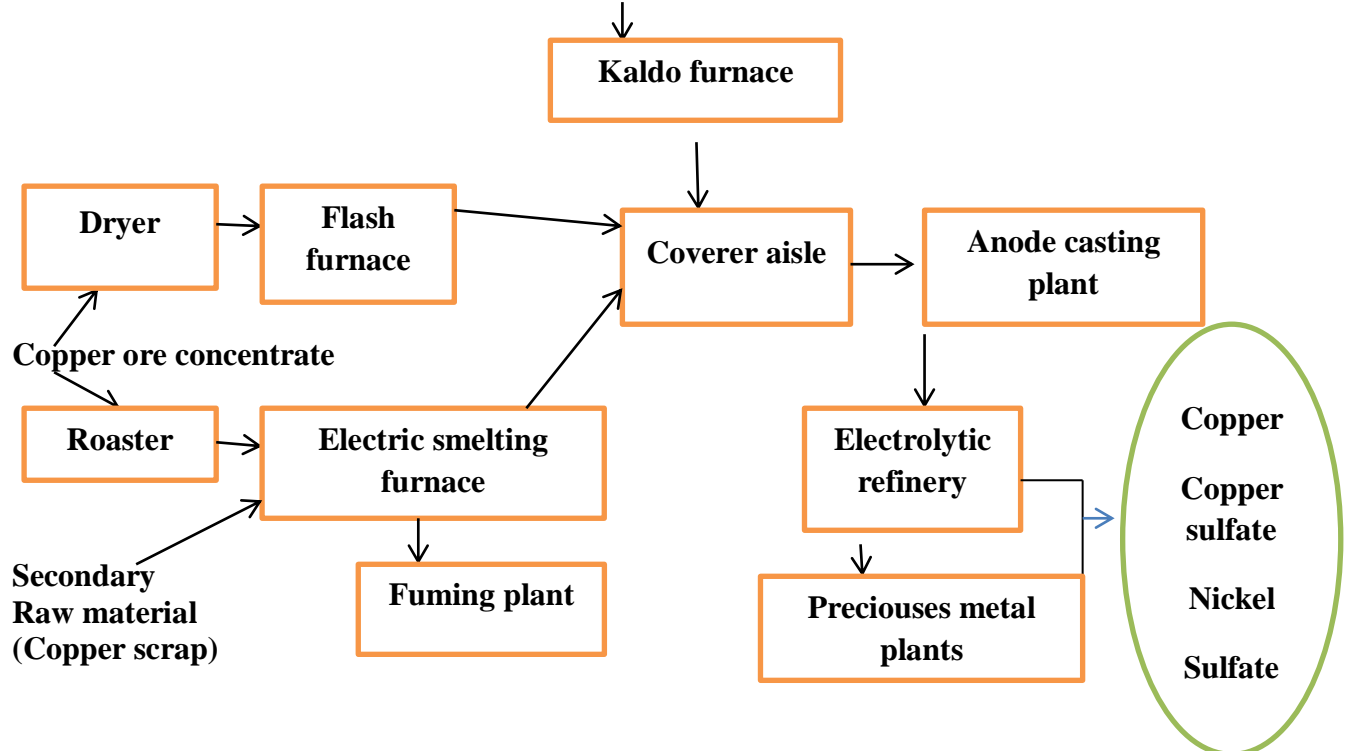 Kaldo furnace
Dryer
Flash
furnace
Coverer aisle
Anode casting
plant
Copper ore concentrate
Roaster
Electric smelting
furnace
Electrolytic
refinery
Copper
Copper
sulfate
Nickel
Sulfate
Secondary
Raw material
(Copper scrap)
Fuming plant
Preciouses metal
plants